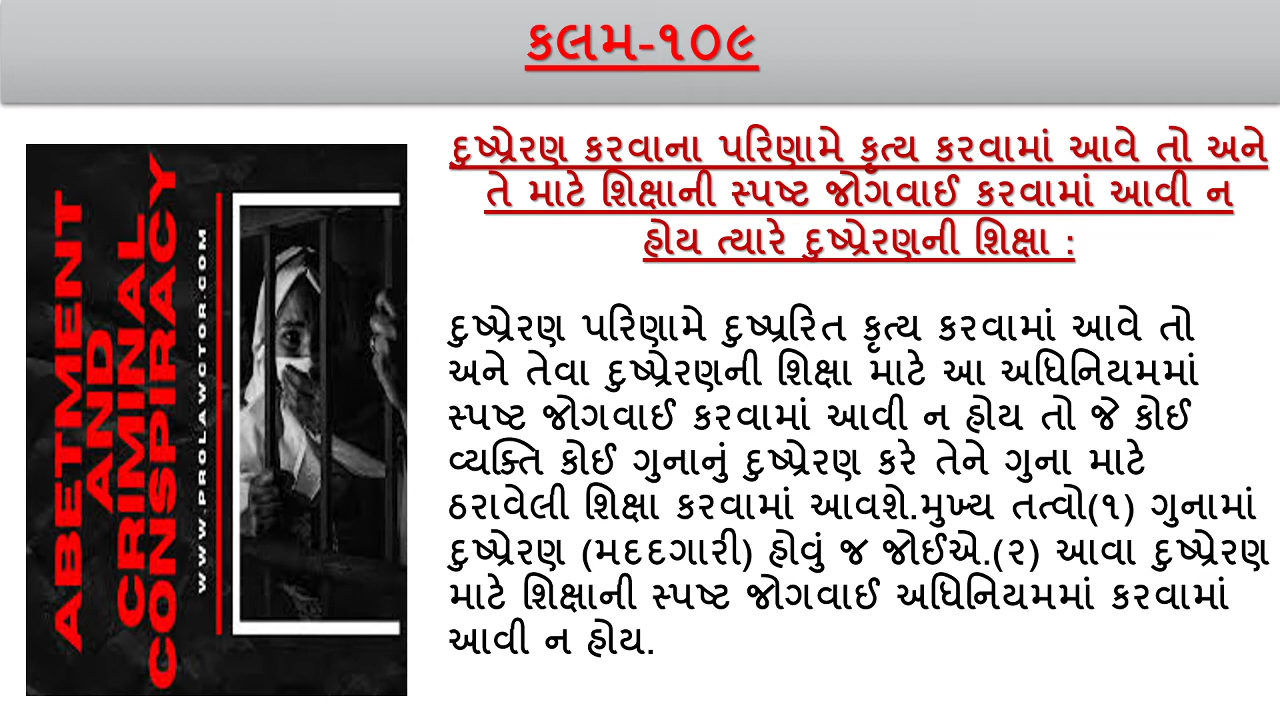 કલમ-૧૦૯
દુષ્પ્રેરણ કરવાના પરિણામે કૃત્ય કરવામાં આવે તો અને
તે માટે શિક્ષાની સ્પષ્ટ જોગવાઈ કરવામાં આવી ન
હોય ત્યારે દુષ્પ્રેરણની શિક્ષા :
દુષ્પ્રેરણ પરિણામે દુષ્પ્રરિત કૃત્ય કરવામાં આવે તો
અને તેવા દુષ્પ્રેરણની શિક્ષા માટે આ અધિનિયમમાં
સ્પષ્ટ જોગવાઈ કરવામાં આવી ન હોય તો જે કોઈ
વ્યક્તિ કોઈ ગુનાનું દુષ્પ્રેરણ કરે તેને ગુના માટે
ઠરાવેલી શિક્ષા કરવામાં આવશે.મુખ્ય તત્વો(૧) ગુનામાં
દુષ્પ્રેરણ (મદદગારી) હોવું જ જોઈએ.(૨) આવા દુષ્પ્રેરણ
માટે શિક્ષાની સ્પષ્ટ જોગવાઈ અધિનિયમમાં કરવામાં
આવી ન હોય.
ABETMENT
AND
CRIMINAL
CONSPIRACY
WWW.PROLAWCTOR.COM